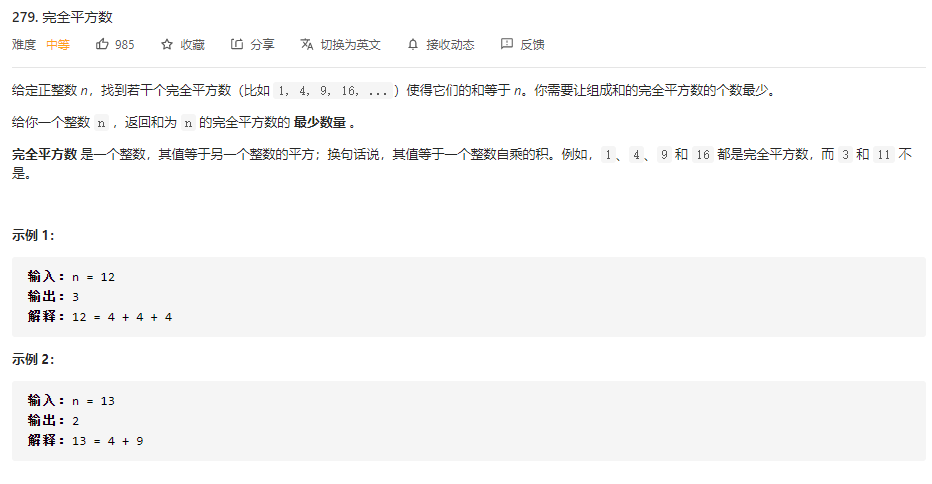 279. 完全平方数
难度 中等 985 收藏 分享 切换为英文 接收动态 反馈
给定正整数 n，找到若干个完全平方数（比如 1, 4, 9, 16, ... ）使得它们的和等于 n。你需要让组成和的完全平方数的个数最少。
给你一个整数 n ，返回和为 n 的完全平方数的 最少数量 。
完全平方数 是一个整数，其值等于另一个整数的平方；换句话说，其值等于一个整数自乘的积。例如， 1 、 4 、 9 和 16 都是完全平方数，而 3 和 11 不
是。
示例 1：
输入：n = 12
输出：3
解释：12 = 4 + 4 + 4
示例 2：
输入：n = 13
输出：2
解释：13 = 4 + 9